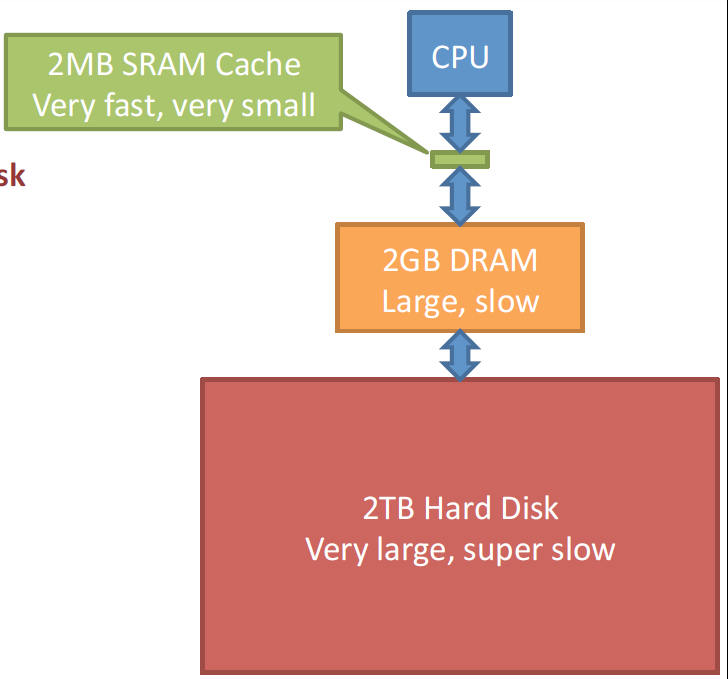 CPU
2MB SRAM Cache
Very fast, very small
sk
2GB DRAM
Large, slow
2TB Hard Disk
Very large, super slow